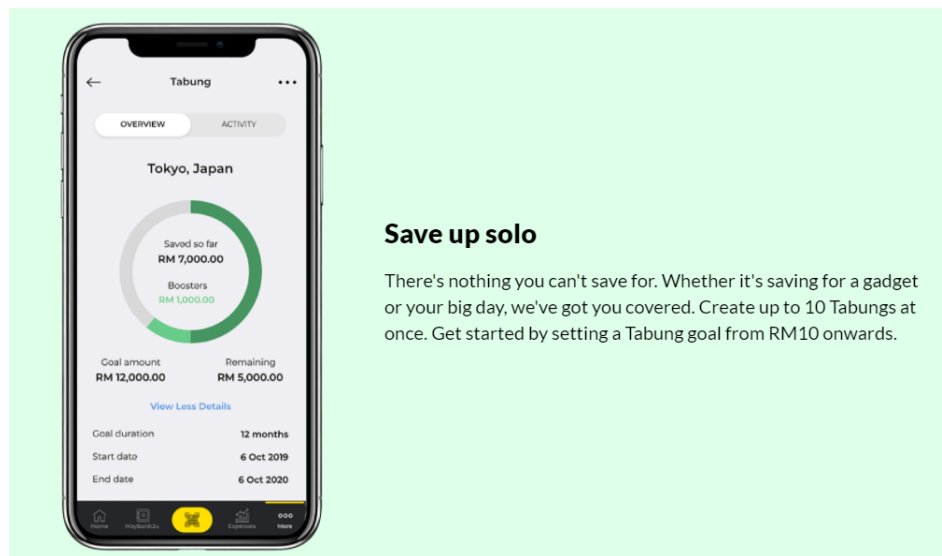 Tabung
OVERVIEW ACTIVITY
Tokyo, Japan
Saved so far
RM 7,000.00
Boosters
RM 1,000.00
Goal amount Remaining
RM 12,000.00 RM 5,000.00
View Less Details
Goal duration 12 months
Start date 6 Oct 2019
End date 6 Oct 2020
Home Maybank2u Expenses More
Save up solo
There's nothing you can't save for. Whether it's saving for a gadget
or your big day, we've got you covered. Create up to 10 Tabungs at
once. Get started by setting a Tabung goal from RM10 onwards.